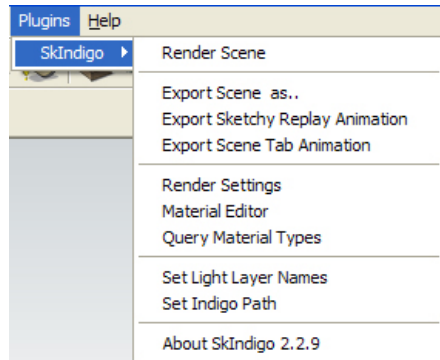 Plugins Help
SkIndigo
Render Scene
Export Scene as..
Export Sketchy Replay Animation
Export Scene Tab Animation
Render Settings
Material Editor
Query Material Types
Set Light Layer Names
Set Indigo Path
About SkIndigo 2.2.9